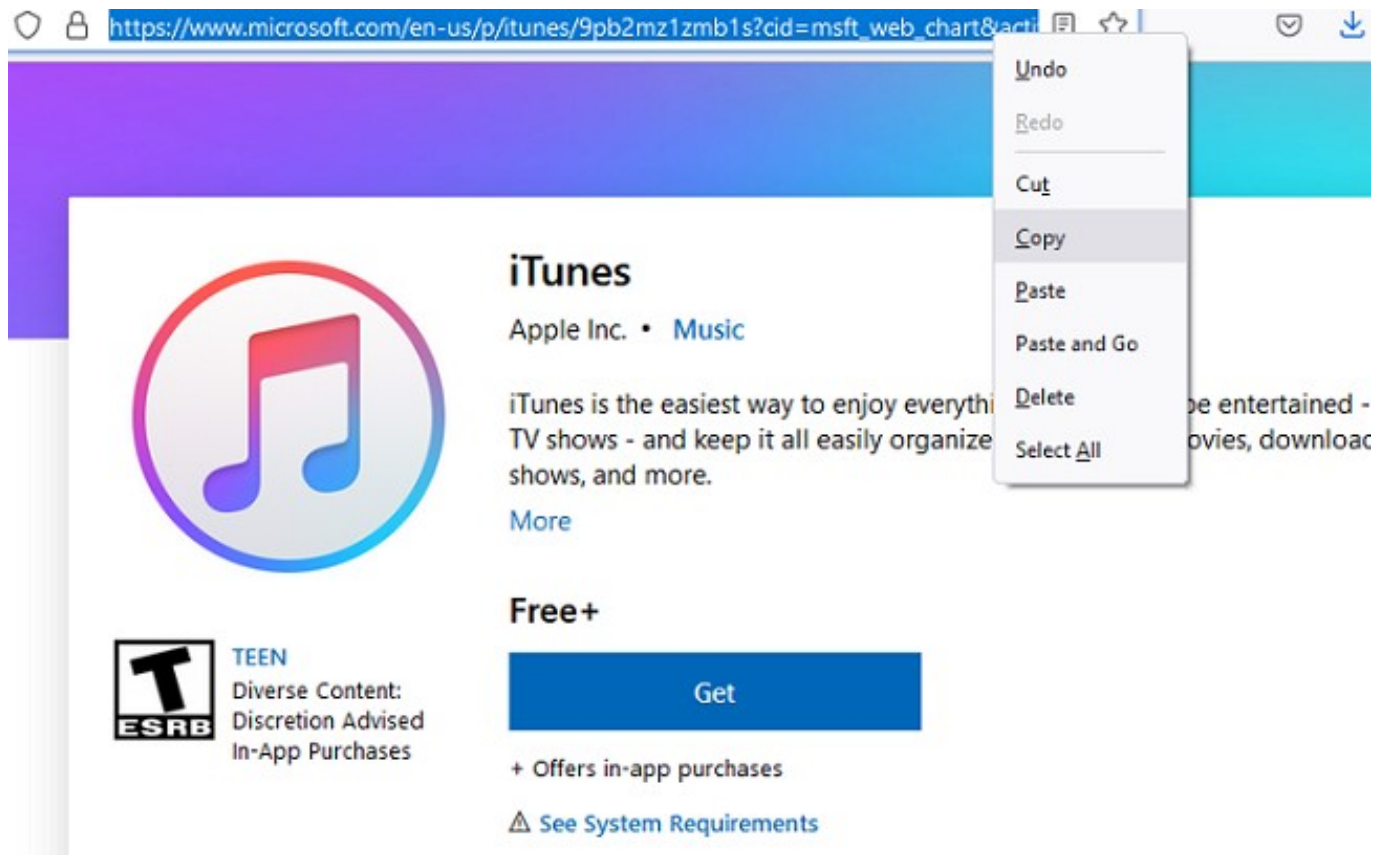 https://www.microsoft.com/en-us/p/itunes/9pb2mz1zmb1s?cid=msft_web_chart&acti
Undo
Redo
Cut
Copy
Paste
Paste and Go
Delete
Select All
iTunes
Apple Inc. • Music
iTunes is the easiest way to enjoy everythi be entertained -
TV shows - and keep it all easily organize ovies, downloac
shows, and more.
More
Free+
T
ESRB
TEEN
Diverse Content:
Discretion Advised
In-App Purchases
Get
+ Offers in-app purchases
See System Requirements